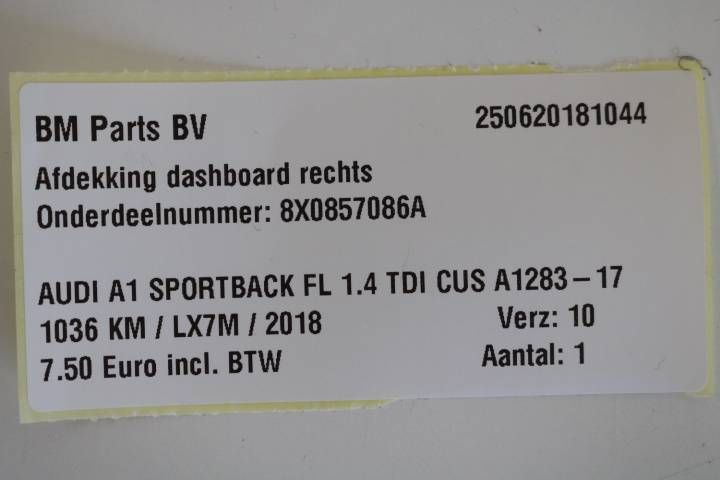 BM Parts BV 250620181044
Afdekking dashboard rechts
Onderdeelnummer: 8X0857086A
AUDI A1 SPORTBACK FL 1.4 TDI CUS A1283-17
1036 KM / LX7M / 2018 Verz: 10
7.50 Euro incl. BTW Aantal: 1